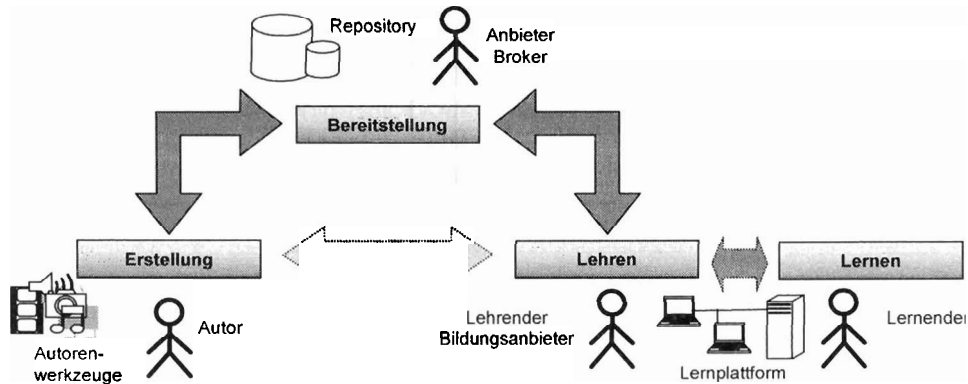 Repository
Anbieter
Broker
Bereitstellung
Erstellung
Lehren
Lernen
Autoren-
werkzeuge
Autor
Lehrender
Bildungsanbieter
Lernplattform
Lernender